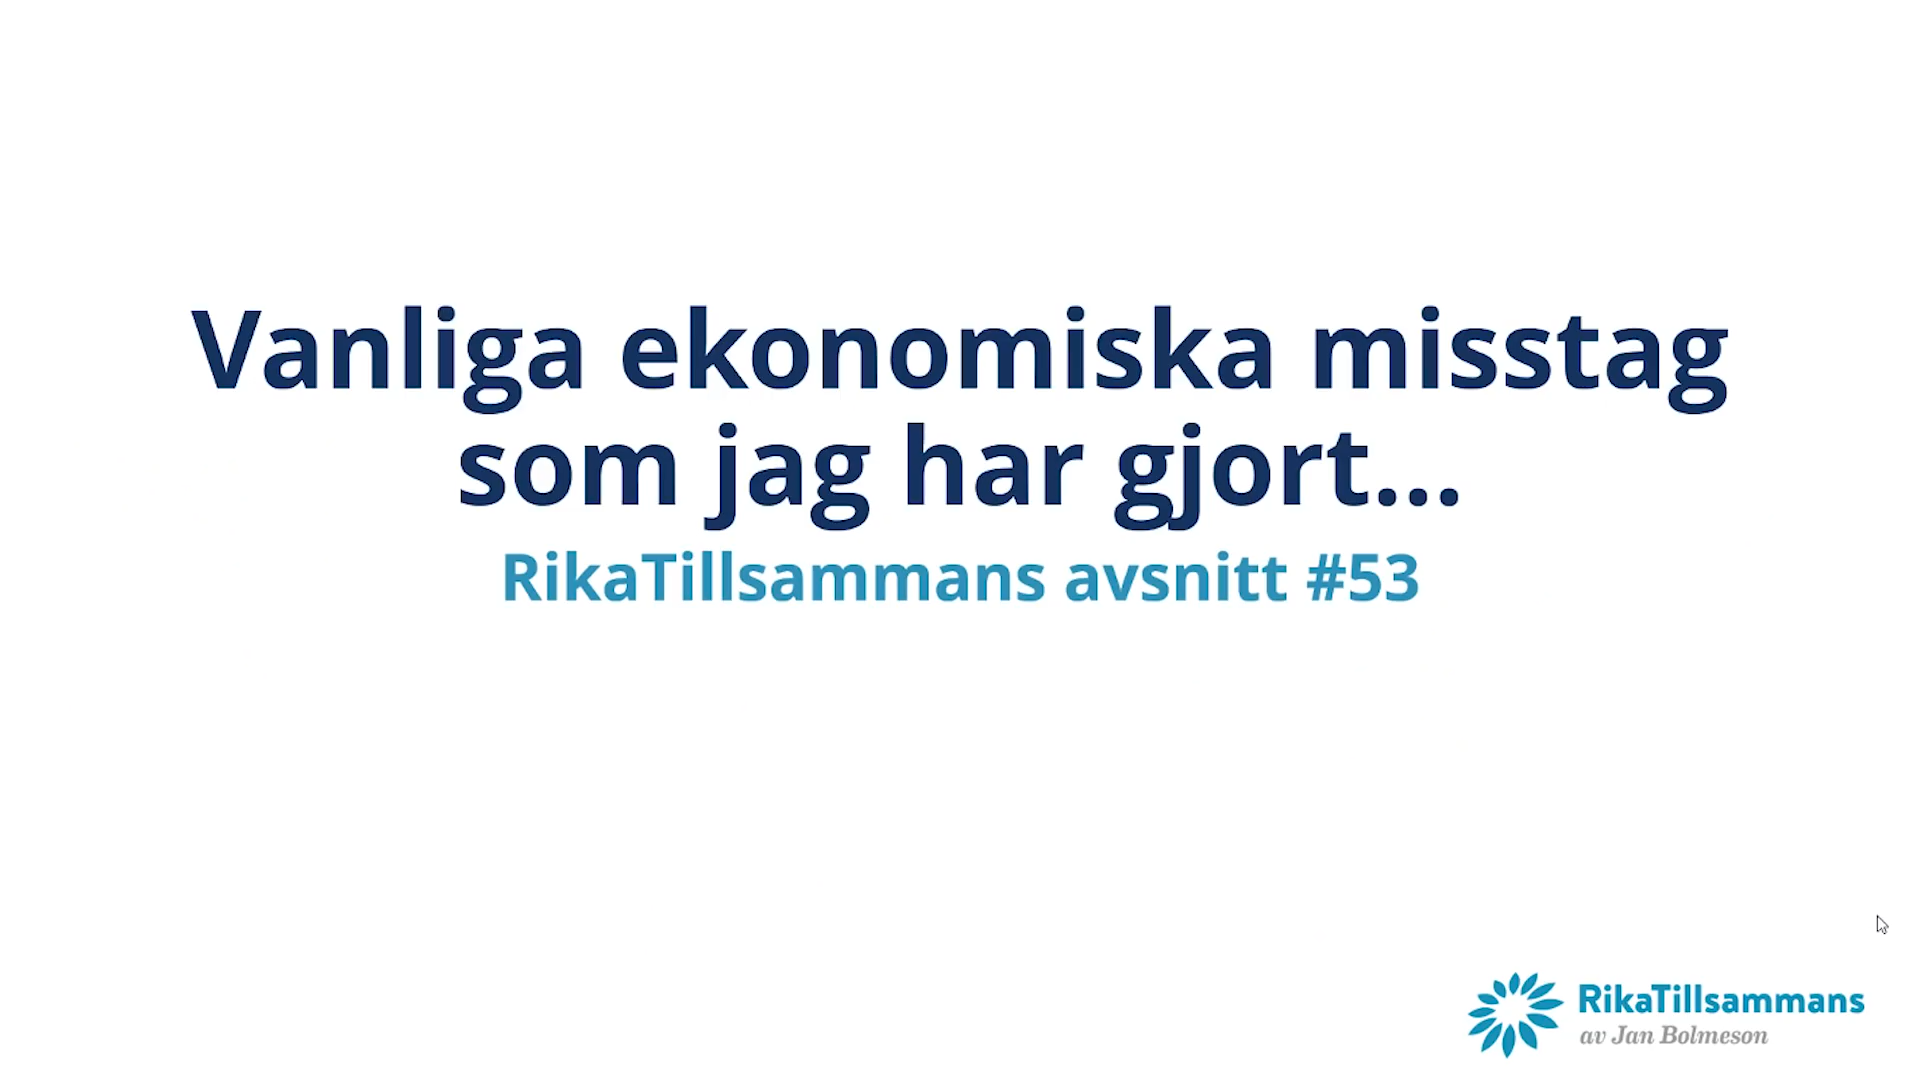 Vanliga ekonomiska misstag
som jag har gjort...
RikaTillsammans avsnitt #53
RikaTillsammans
av Jan Bolmeson